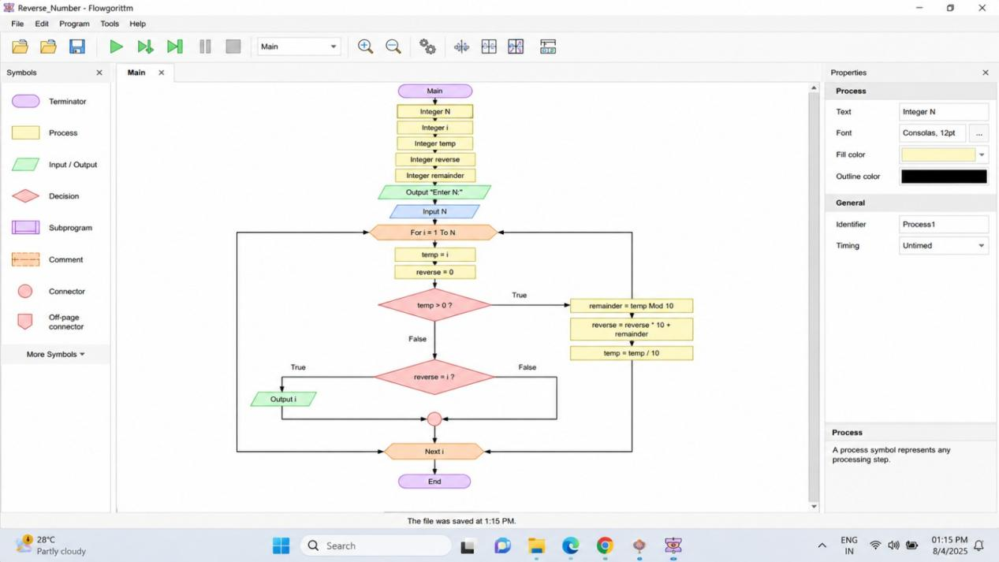 Reverse_Number - Flowgorittm
File Edit Program Tools Help
Main
Symbols
Terminator
Process
Input / Output
Decision
Subprogram
Comment
Connector
Off-page
connector
More Symbols
Main
Main
Integer N
Integer i
Integer temp
Integer reverse
Integer remainder
Output "Enter N:"
Input N
For i = 1 To N
temp = i
reverse = 0
temp > 0 ?
True
remainder = temp Mod 10
reverse = reverse * 10 +
remainder
temp = temp / 10
False
True
reverse = i ?
False
Output i
Next i
End
Properties
Process
Text Integer N
Font Consolas, 12pt ...
Fill color
Outline color
General
Identifier Process1
Timing Untimed
Process
A process symbol represents any
processing step.
The file was saved at 1:15 PM.
28°C
Partly cloudy
Search
ENG
IN
01:15 PM
8/4/2025